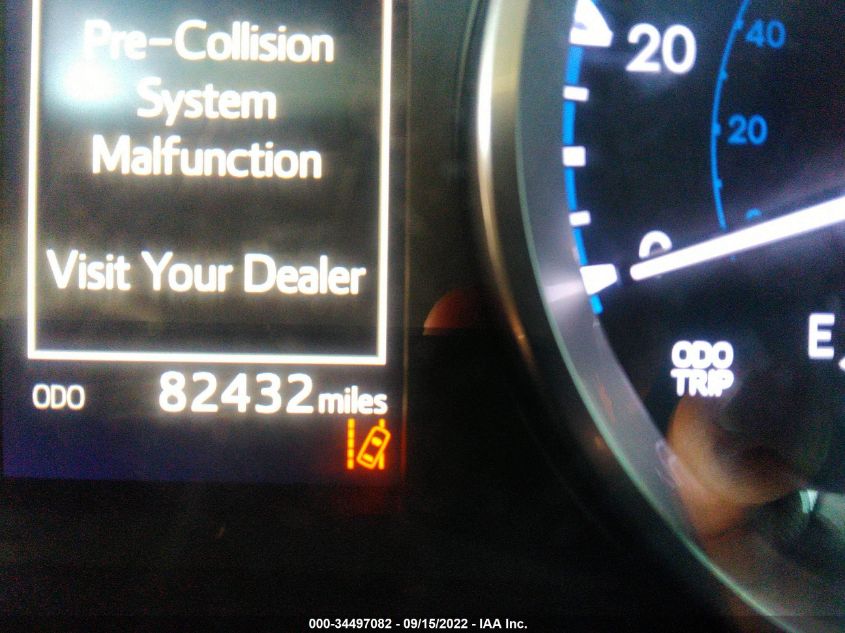 Pre-Collision
System
Malfunction
Visit Your Dealer
ODO 82432 miles
20
0
40
20
ODO
TRIP
E
000-34497082 - 09/15/2022 - IAA Inc.